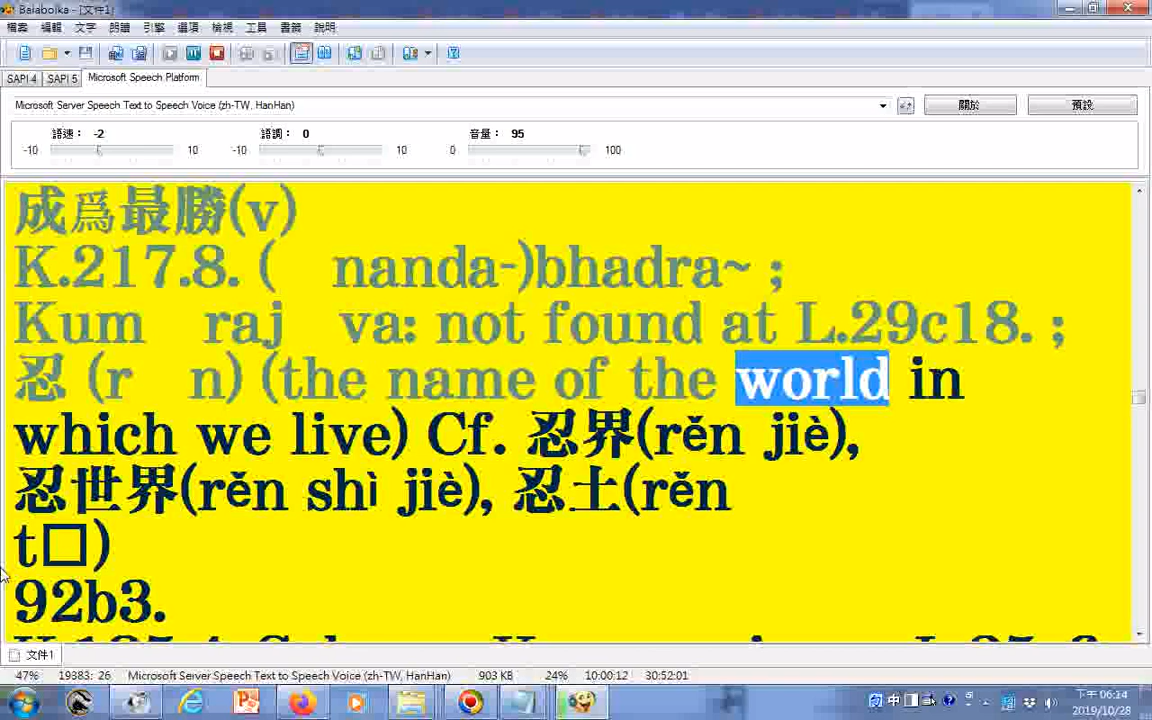 Balabolka - [文件1]
檔案 編輯 文字 朗讀 引擎 選項 檢視 工具 書籤 說明
SAPI 4 SAPI 5 Microsoft Speech Platform
Microsoft Server Speech Text to Speech Voice (zh-TW, HanHan) 關於 預設
語速： -2 語調： 0 音量： 95
-10 10 -10 10 0 100
成爲最勝(v)
K.217.8. ( nanda-)bhadra~ ;
Kum raj va: not found at L.29c18. ;
忍 (r n) (the name of the world in
which we live) Cf. 忍界(rěn jiè),
忍世界(rěn shì jiè), 忍土(rěn
t□)
92b3.
文件1
47% 19383: 26 Microsoft Server Speech Text to Speech Voice (zh-TW, HanHan) 903 KB 24% 10:00:12 30:52:01
中
下午 06:34
2019/10/28